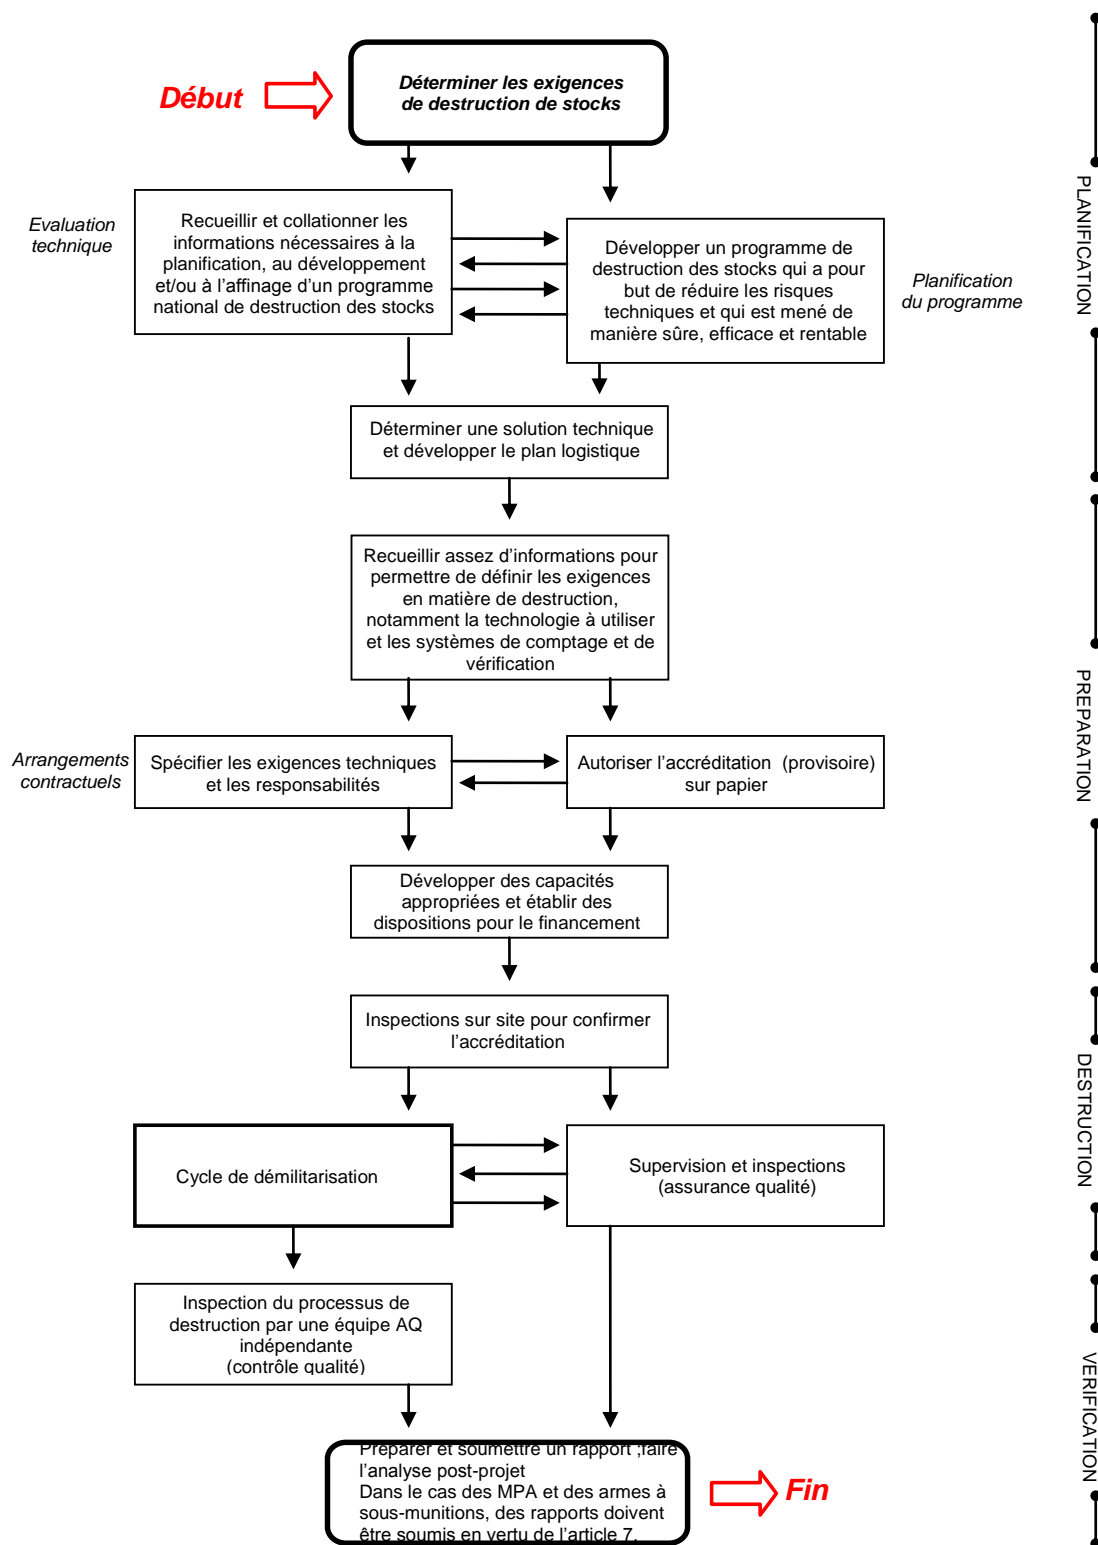 Début
Déterminer les exigences
de destruction de stocks
Evaluation
technique
Recueillir et collationner les
informations nécessaires à la
planification, au développement
et/ou à l’affinage d’un programme
national de destruction des stocks
Développer un programme de
destruction des stocks qui a pour
but de réduire les risques
techniques et qui est mené de
manière sûre, efficace et rentable
Planification
du programme
PLANIFICATION
Déterminer une solution technique
et développer le plan logistique
Recueillir assez d’informations pour
permettre de définir les exigences
en matière de destruction,
notamment la technologie à utiliser
et les systèmes de comptage et de
vérification
PREPARATION
Arrangements
contractuels
Spécifier les exigences techniques
et les responsabilités
Autoriser l’accréditation (provisoire)
sur papier
Développer des capacités
appropriées et établir des
dispositions pour le financement
Inspections sur site pour confirmer
l’accréditation
DESTRUCTION
Cycle de démilitarisation
Supervision et inspections
(assurance qualité)
Inspection du processus de
destruction par une équipe AQ
indépendante
(contrôle qualité)
VERIFICATION
Préparer et soumettre un rapport ;faire
l’analyse post-projet
Dans le cas des MPA et des armes à
sous-munitions, des rapports doivent
être soumis en vertu de l’article 7.
Fin